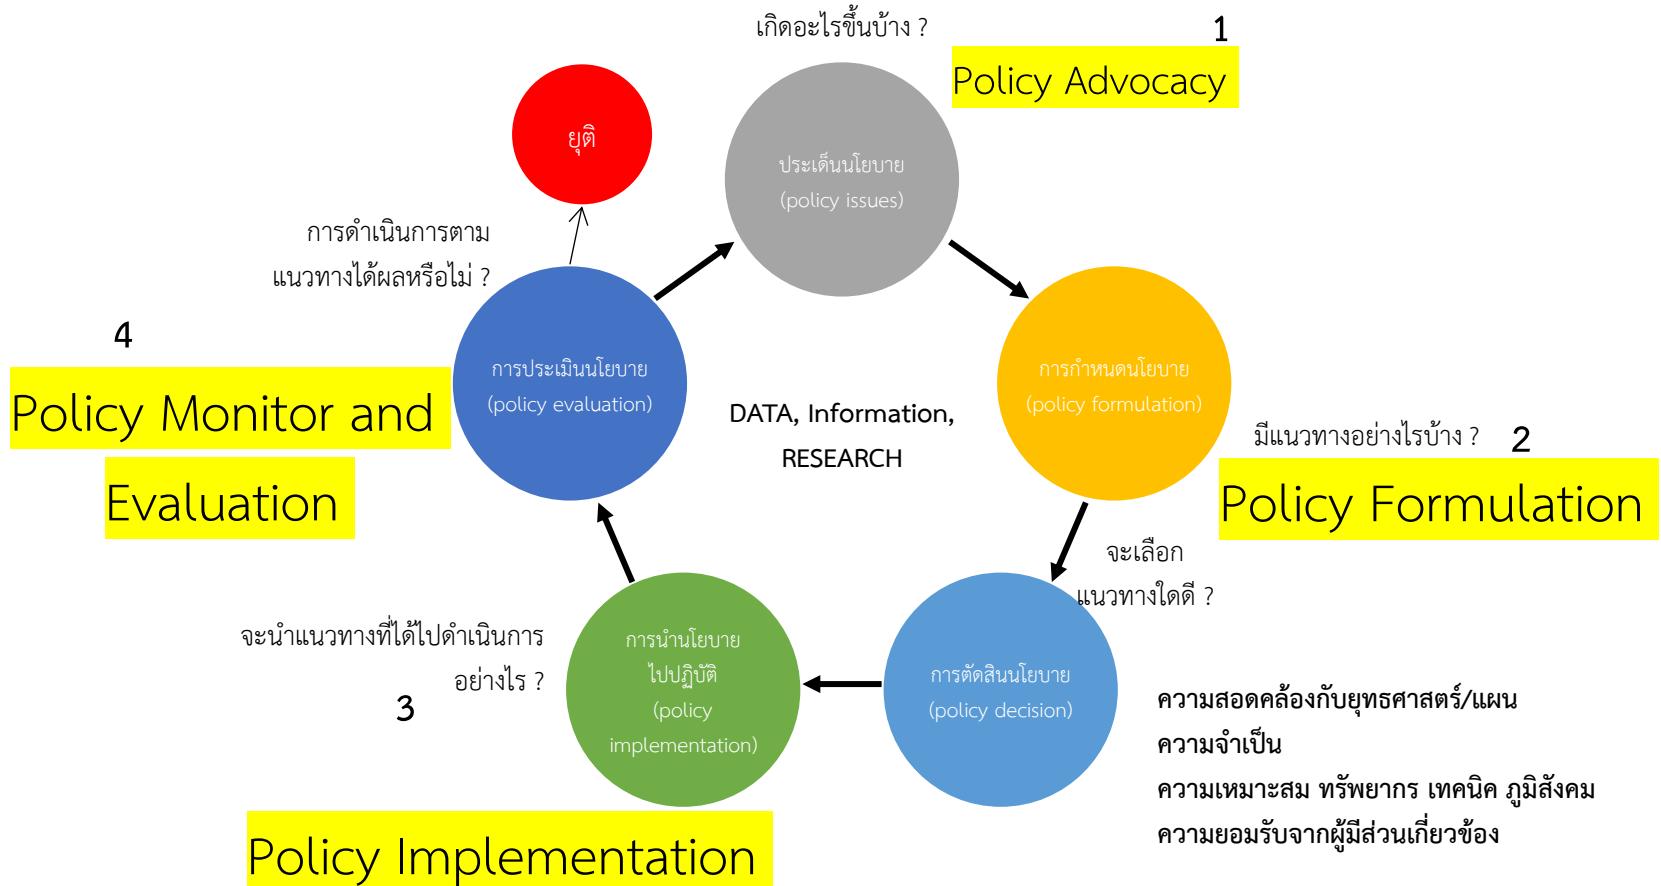 เกิดอะไรขึ้นบ้าง ?
1
Policy Advocacy
ยุติ
ประเด็นนโยบาย
(policy issues)
การดำเนินการตาม
แนวทางได้ผลหรือไม่ ?
4
Policy Monitor and
Evaluation
การประเมินนโยบาย
(policy evaluation)
DATA, Information,
RESEARCH
การกำหนดนโยบาย
(policy formulation)
มีแนวทางอย่างไรบ้าง ?
2
Policy Formulation
จะเลือก
แนวทางใดดี ?
จะนำแนวทางที่ได้ไปดำเนินการ
อย่างไร ?
3
การนำนโยบาย
ไปปฏิบัติ
(policy
implementation)
การตัดสินนโยบาย
(policy decision)
ความสอดคล้องกับยุทธศาสตร์/แผน
ความจำเป็น
ความเหมาะสม ทรัพยากร เทคนิค ภูมิสังคม
ความยอมรับจากผู้มีส่วนเกี่ยวข้อง
Policy Implementation